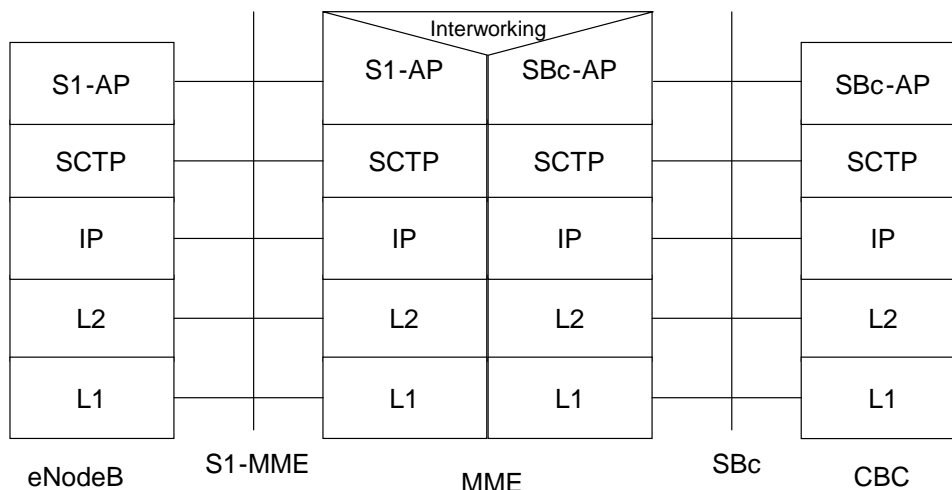 Interworking
S1-AP S1-AP SBc-AP SBc-AP
SCTP SCTP SCTP SCTP
IP IP IP IP
L2 L2 L2 L2
L1 L1 L1 L1
eNodeB S1-MME MME SBc CBC